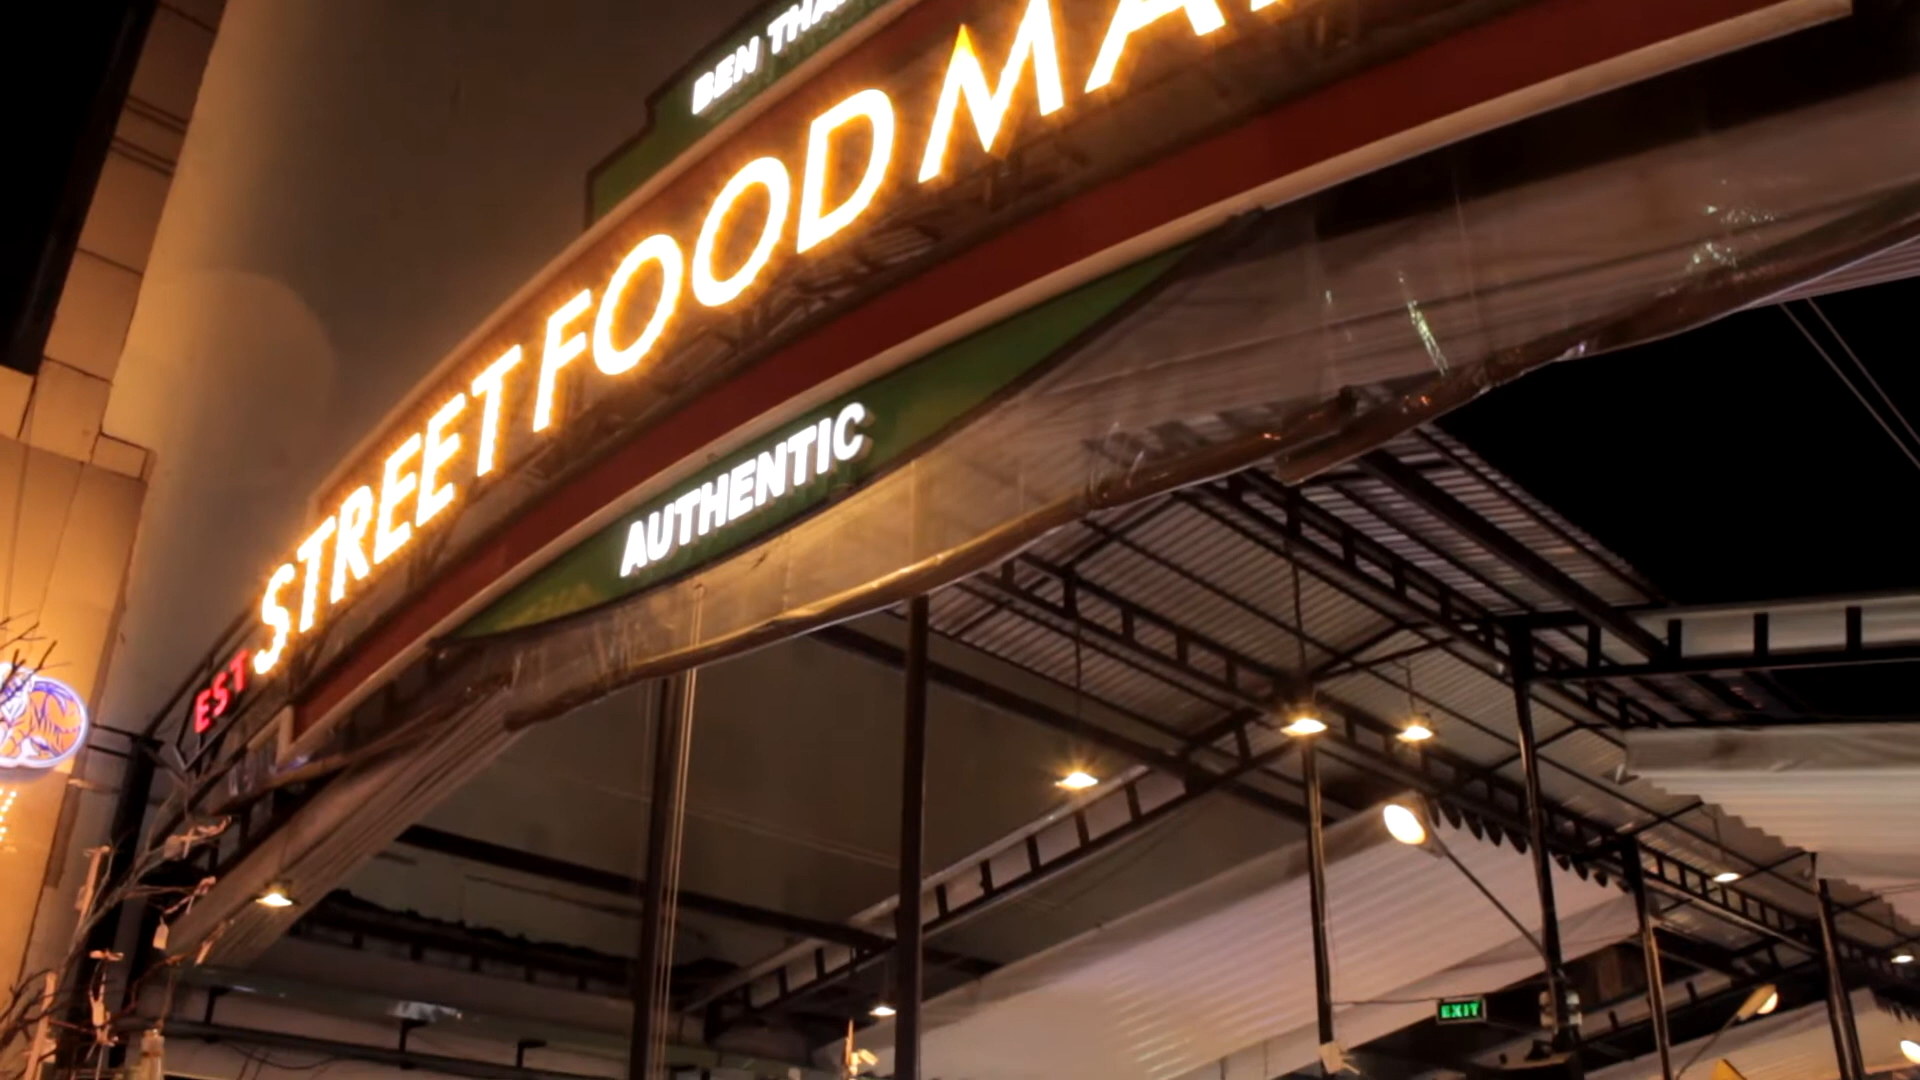 BEN THA
STREET FOOD MA
AUTHENTIC
EST
EXIT